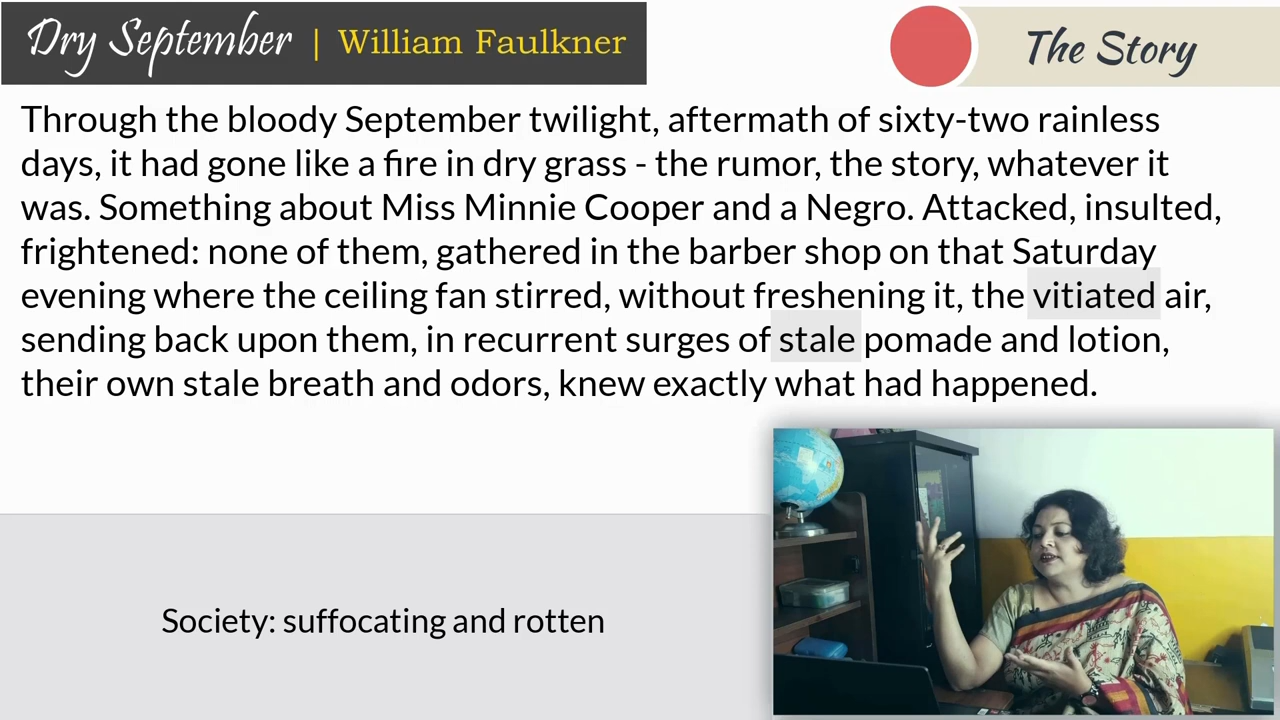 Dry September | William Faulkner
The Story
Through the bloody September twilight, aftermath of sixty-two rainless
days, it had gone like a fire in dry grass - the rumor, the story, whatever it
was. Something about Miss Minnie Cooper and a Negro. Attacked, insulted,
frightened: none of them, gathered in the barber shop on that Saturday
evening where the ceiling fan stirred, without freshening it, the vitiated air,
sending back upon them, in recurrent surges of stale pomade and lotion,
their own stale breath and odors, knew exactly what had happened.
Society: suffocating and rotten